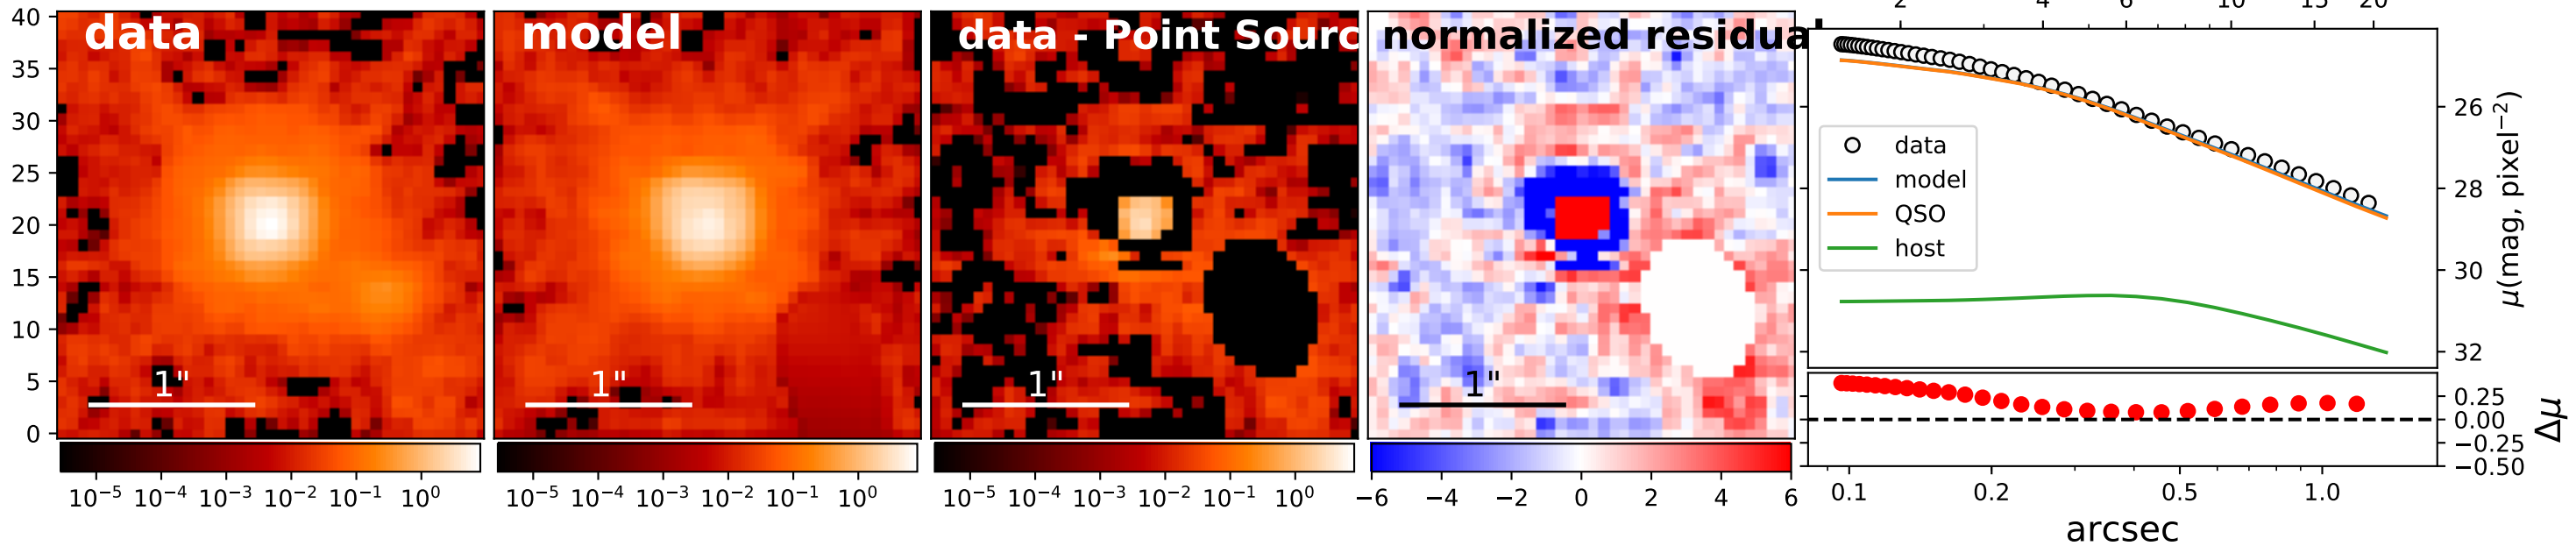 data
model
data - Point Sourc
normalized residual
40
35
30
25
20
15
10
5
0
1"
1"
1"
1"
10⁻⁵ 10⁻⁴ 10⁻³ 10⁻² 10⁻¹ 10⁰
10⁻⁵ 10⁻⁴ 10⁻³ 10⁻² 10⁻¹ 10⁰
10⁻⁵ 10⁻⁴ 10⁻³ 10⁻² 10⁻¹ 10⁰
−6 −4 −2 0 2 4 6
2 4 6 10 15 20
data
model
QSO
host
26
28
30
32
μ(mag, pixel⁻²)
0.25
0.00
−0.25
−0.50
Δμ
0.1 0.2 0.5 1.0
arcsec